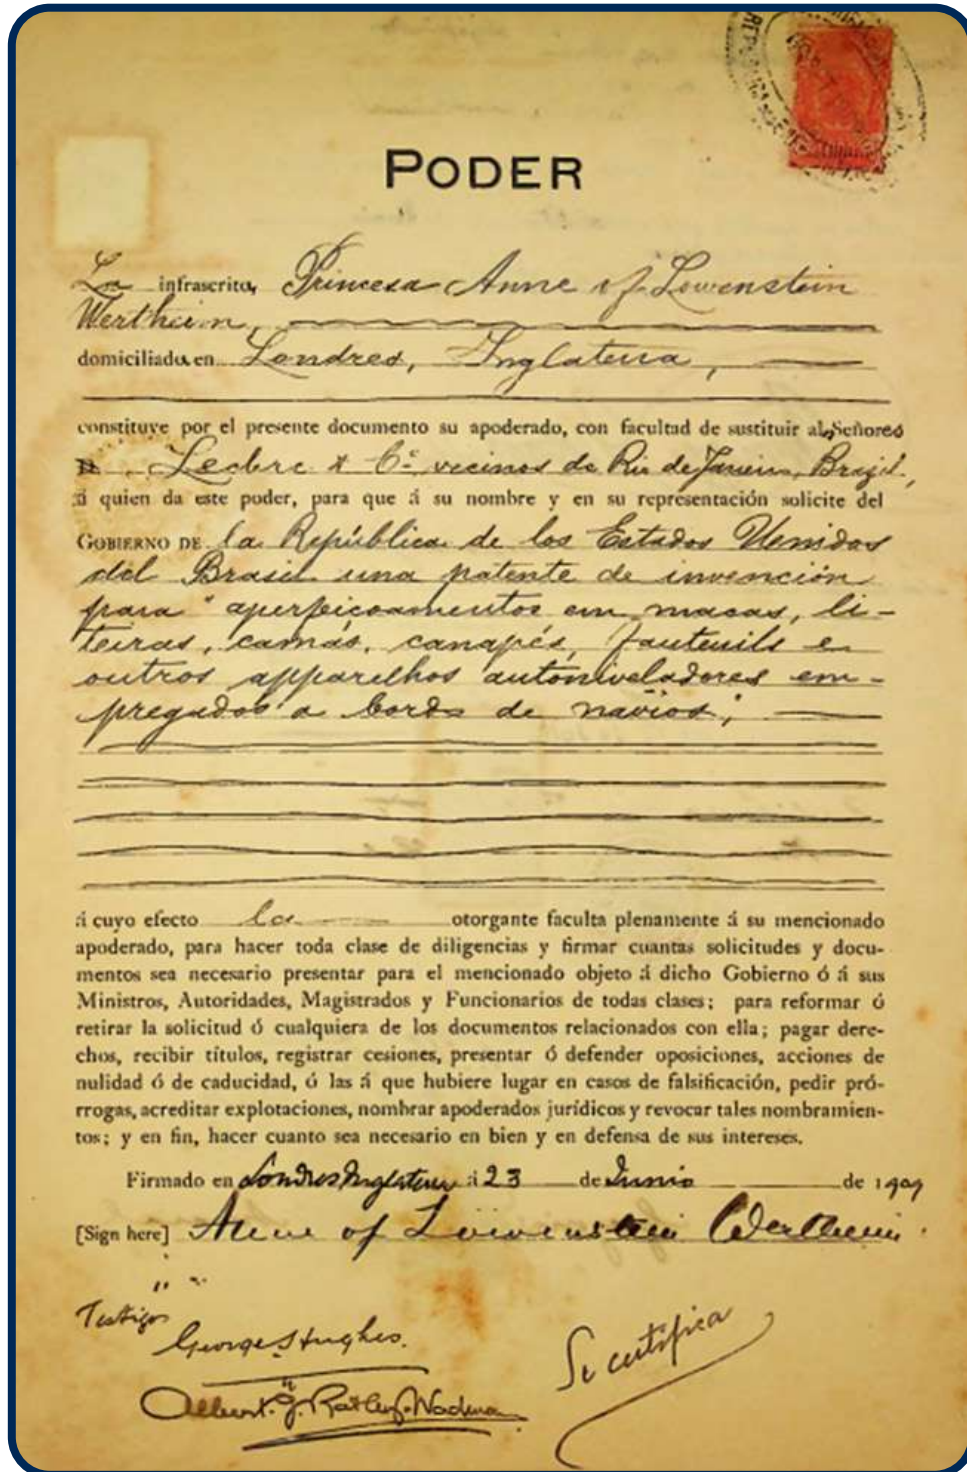 PODER
La infrascrita, Princesa Anne of Lowenstein
Wertheim,
domiciliada en Londres, Inglaterra,
constituye por el presente documento su apoderado, con facultad de sustituir al Señores
Leclerc & Cº vecinos de Rio de Janeiro, Brazil,
á quien da este poder, para que á su nombre y en su representación solicite del
GOBIERNO DE la República de los Estados Unidos
del Brasil una patente de invención
para "aperfeiçoamentos em macas, li-
teiras, camas, canapés, fauteuils e
outros apparelhos autoniveladores em-
pregados a bordo de navios",
á cuyo efecto la otorgante faculta plenamente á su mencionado
apoderado, para hacer toda clase de diligencias y firmar cuantas solicitudes y docu-
mentos sea necesario presentar para el mencionado objeto á dicho Gobierno ó á sus
Ministros, Autoridades, Magistrados y Funcionarios de todas clases; para reformar ó
retirar la solicitud ó cualquiera de los documentos relacionados con ella; pagar dere-
chos, recibir títulos, registrar cesiones, presentar ó defender oposiciones, acciones de
nulidad ó de caducidad, ó las á que hubiere lugar en casos de falsificación, pedir pró-
rrogas, acreditar explotaciones, nombrar apoderados jurídicos y revocar tales nombramien-
tos; y en fin, hacer cuanto sea necesario en bien y en defensa de sus intereses.
Firmado en Londres Inglaterra á 23 de Junio de 1909
[Sign here] Anne of Löwenstein Wertheim.
Testigos
George Hughes.
Albert. J.
Se certifica